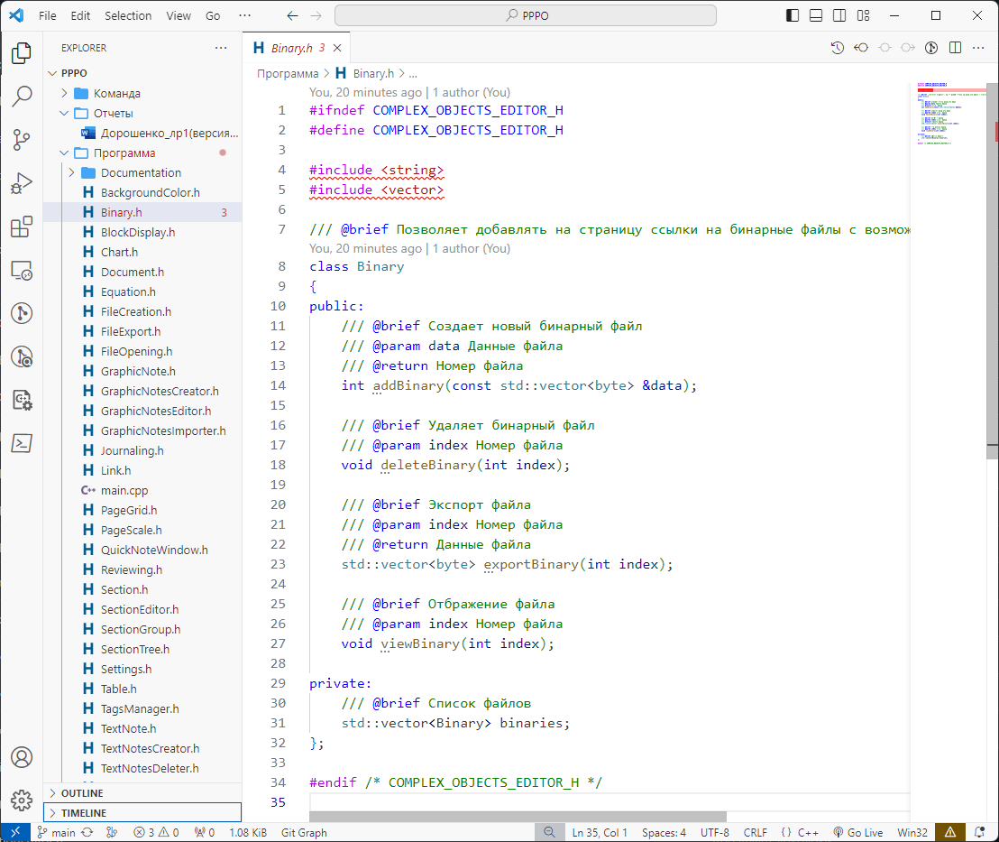 File Edit Selection View Go ··· PPPO
EXPLORER ···
PPPO
Команда
Отчеты
Дорошенко_лр1(версия...
Программа
Documentation
BackgroundColor.h
Binary.h 3
BlockDisplay.h
Chart.h
Document.h
Equation.h
FileCreation.h
FileExport.h
FileOpening.h
GraphicNote.h
GraphicNotesCreator.h
GraphicNotesEditor.h
GraphicNotesImporter.h
Journaling.h
Link.h
main.cpp
PageGrid.h
PageScale.h
QuickNoteWindow.h
Reviewing.h
Section.h
SectionEditor.h
SectionGroup.h
SectionTree.h
Settings.h
Table.h
TagsManager.h
TextNote.h
TextNotesCreator.h
TextNotesDeleter.h
OUTLINE
TIMELINE
H Binary.h 3
Программа > H Binary.h > ...
You, 20 minutes ago | 1 author (You)
1 #ifndef COMPLEX_OBJECTS_EDITOR_H
2 #define COMPLEX_OBJECTS_EDITOR_H
3
4 #include <string>
5 #include <vector>
6
7 /// @brief Позволяет добавлять на страницу ссылки на бинарные файлы с возмож
You, 20 minutes ago | 1 author (You)
8 class Binary
9 {
10 public:
11 /// @brief Создает новый бинарный файл
12 /// @param data Данные файла
13 /// @return Номер файла
14 int addBinary(const std::vector<byte> &data);
15
16 /// @brief Удаляет бинарный файл
17 /// @param index Номер файла
18 void deleteBinary(int index);
19
20 /// @brief Экспорт файла
21 /// @param index Номер файла
22 /// @return Данные файла
23 std::vector<byte> exportBinary(int index);
24
25 /// @brief Отбражение файла
26 /// @param index Номер файла
27 void viewBinary(int index);
28
29 private:
30 /// @brief Список файлов
31 std::vector<Binary> binaries;
32 };
33
34 #endif /* COMPLEX_OBJECTS_EDITOR_H */
35
main 3 0 0 1.08 KiB Git Graph Ln 35, Col 1 Spaces: 4 UTF-8 CRLF {} C++ Go Live Win32